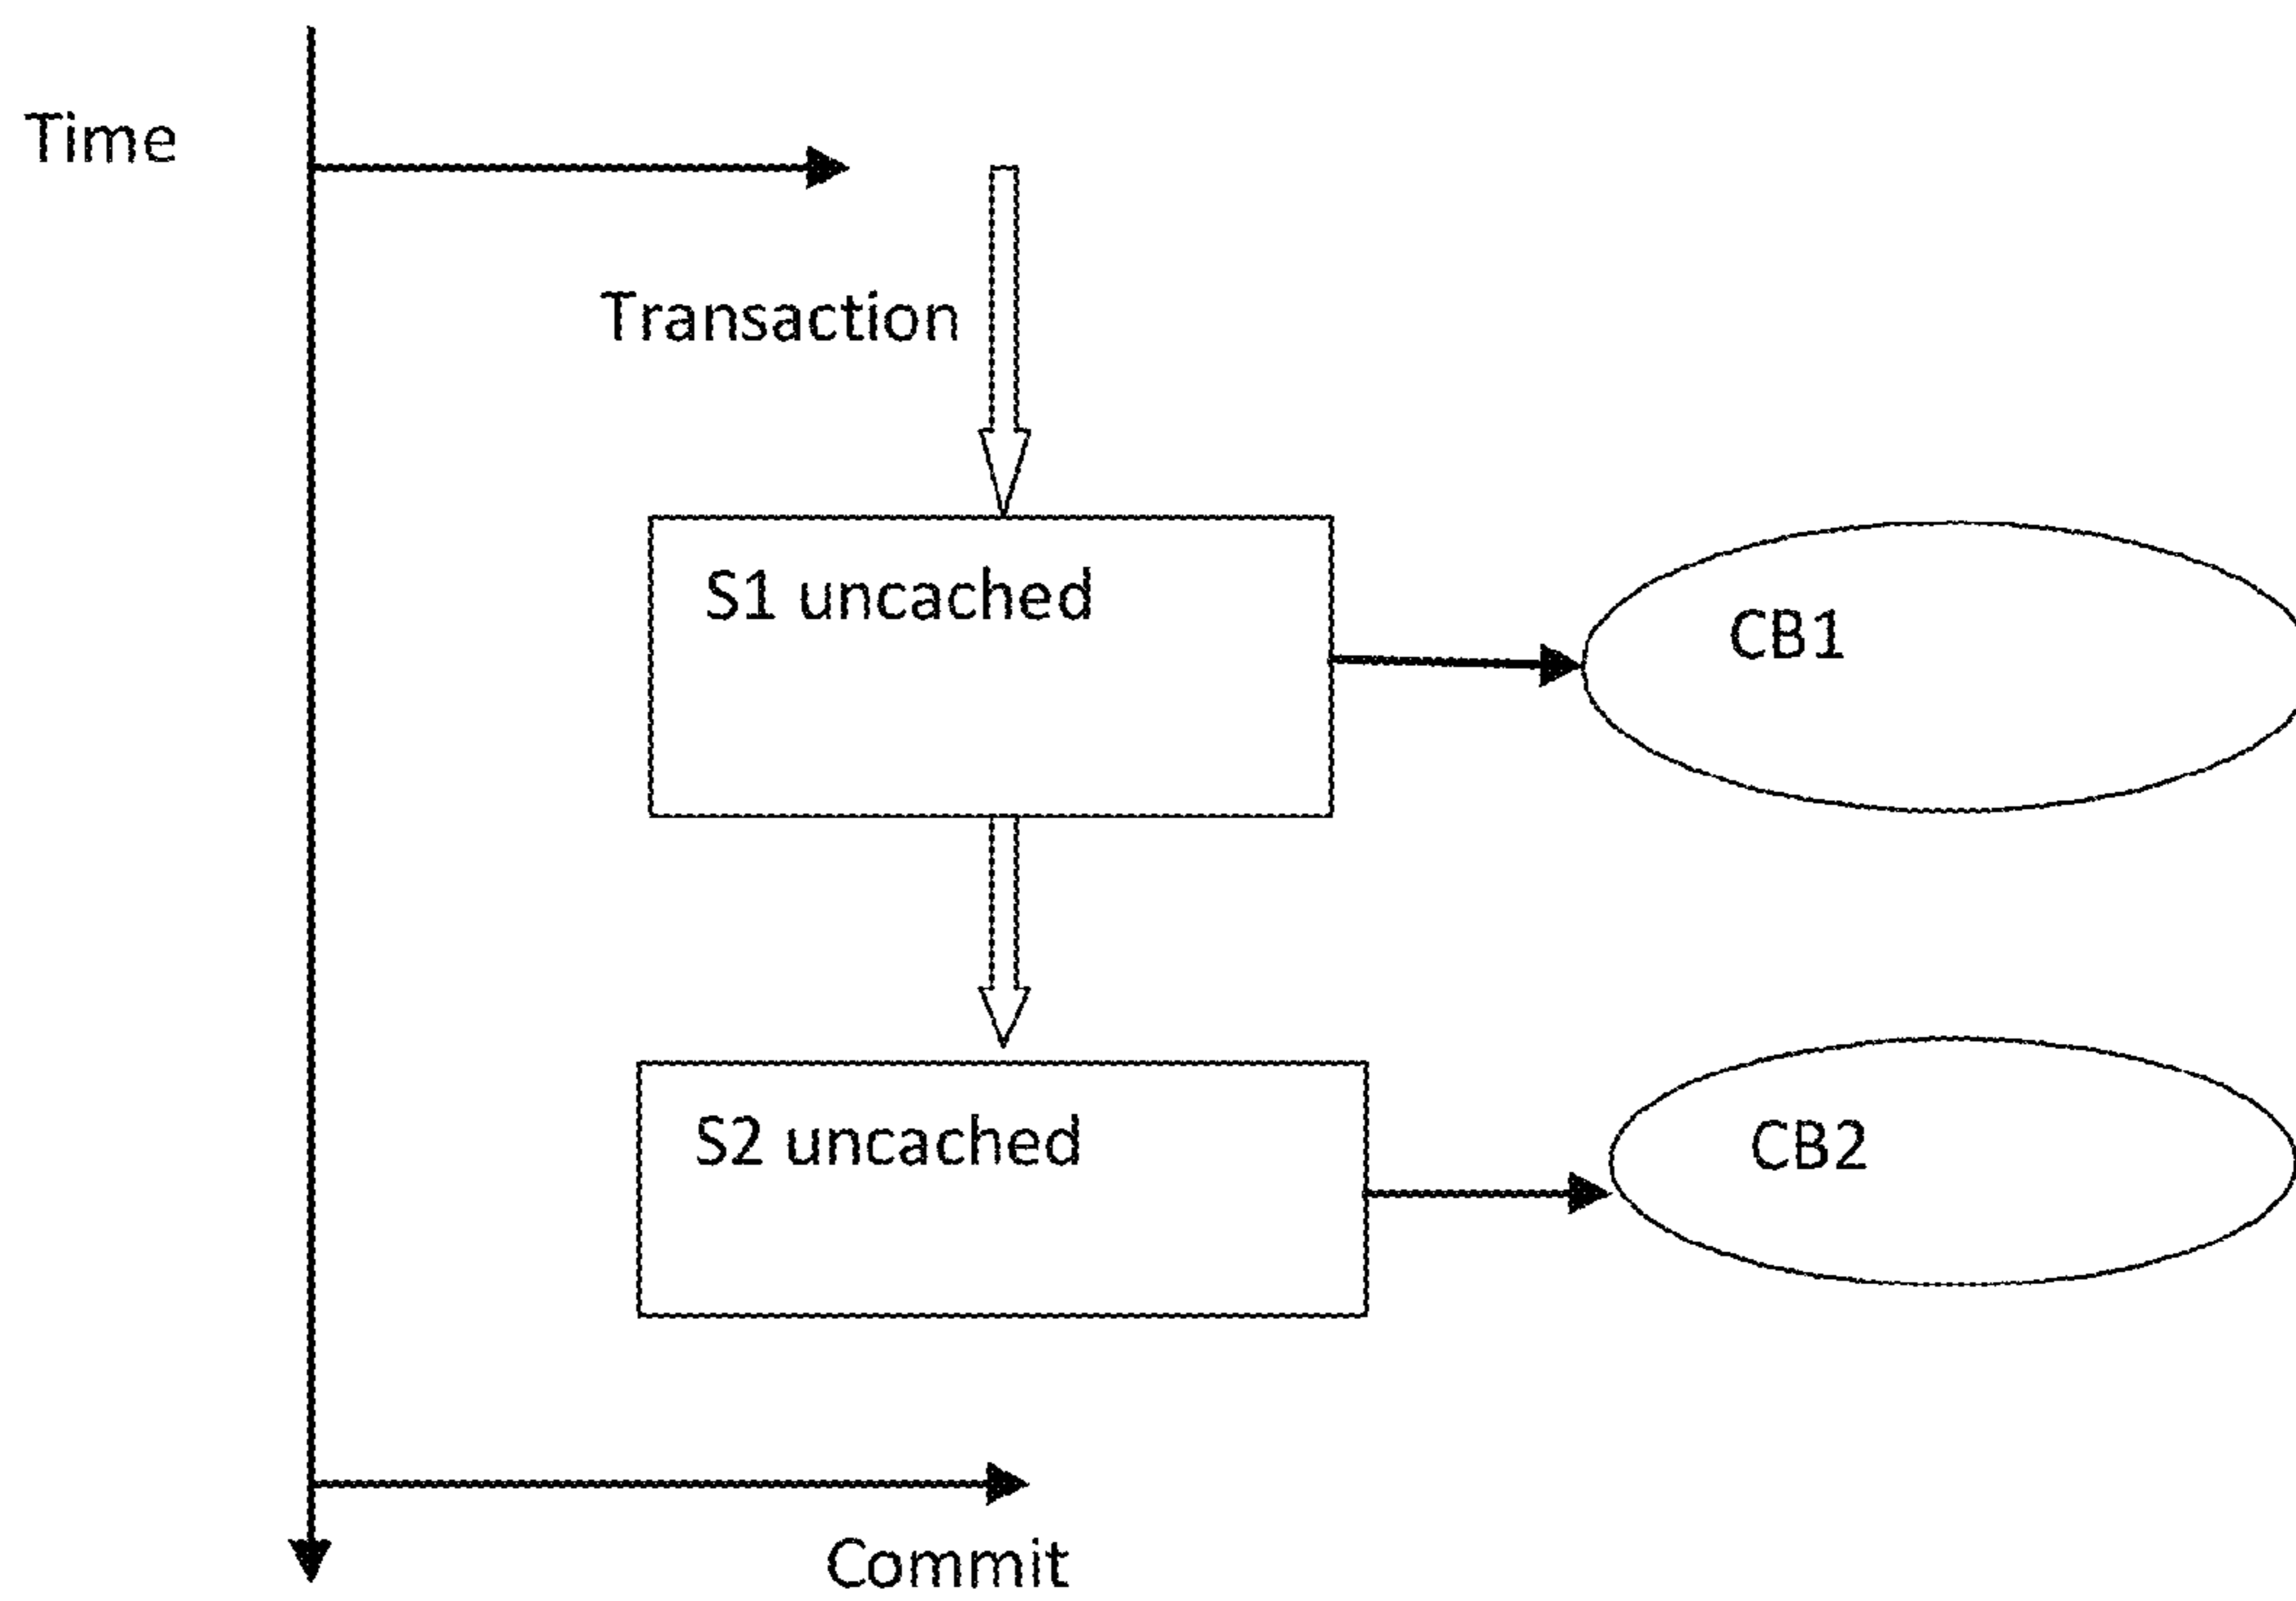 Time
Transaction
S1 uncached
CB1
S2 uncached
CB2
Commit